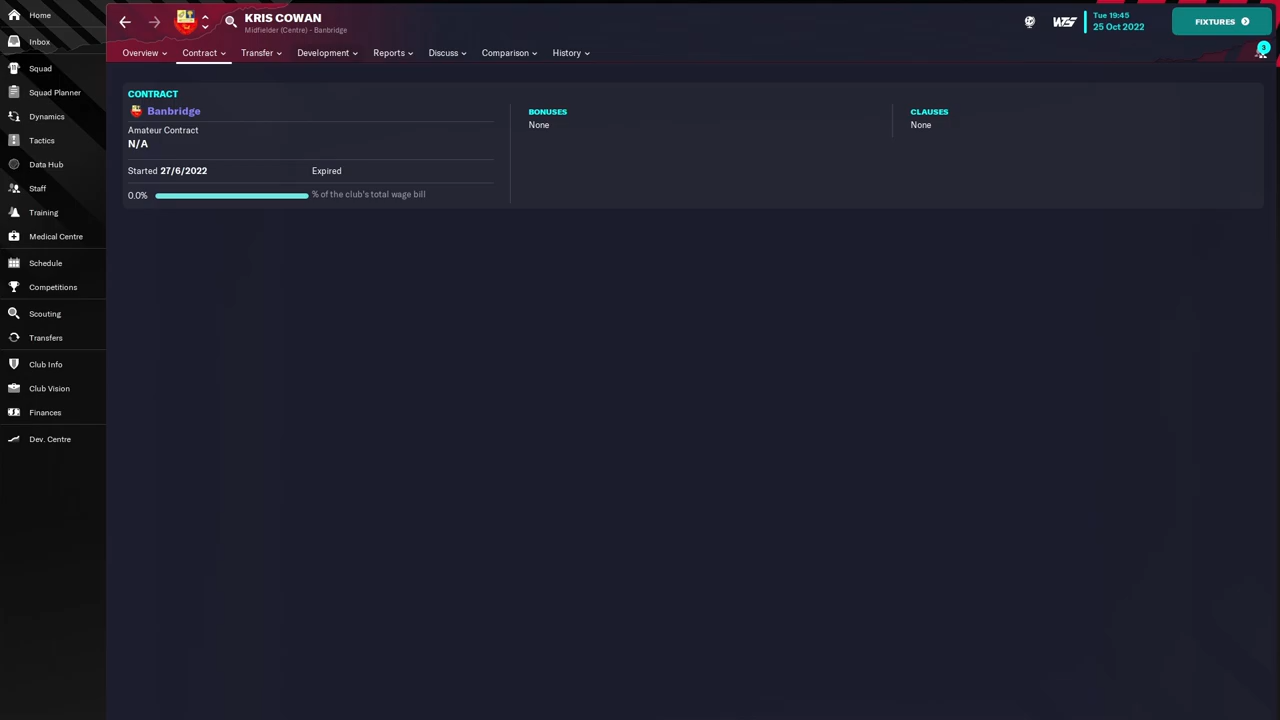 Home
Inbox
Squad
Squad Planner
Dynamics
Tactics
Data Hub
Staff
Training
Medical Centre
Schedule
Competitions
Scouting
Transfers
Club Info
Club Vision
Finances
Dev. Centre
KRIS COWAN
Midfielder (Centre) - Banbridge
Tue 19:45
25 Oct 2022
FIXTURES
3
Overview Contract Transfer Development Reports Discuss Comparison History
CONTRACT
Banbridge
Amateur Contract
N/A
Started 27/6/2022 Expired
0.0% % of the club's total wage bill
BONUSES
None
CLAUSES
None